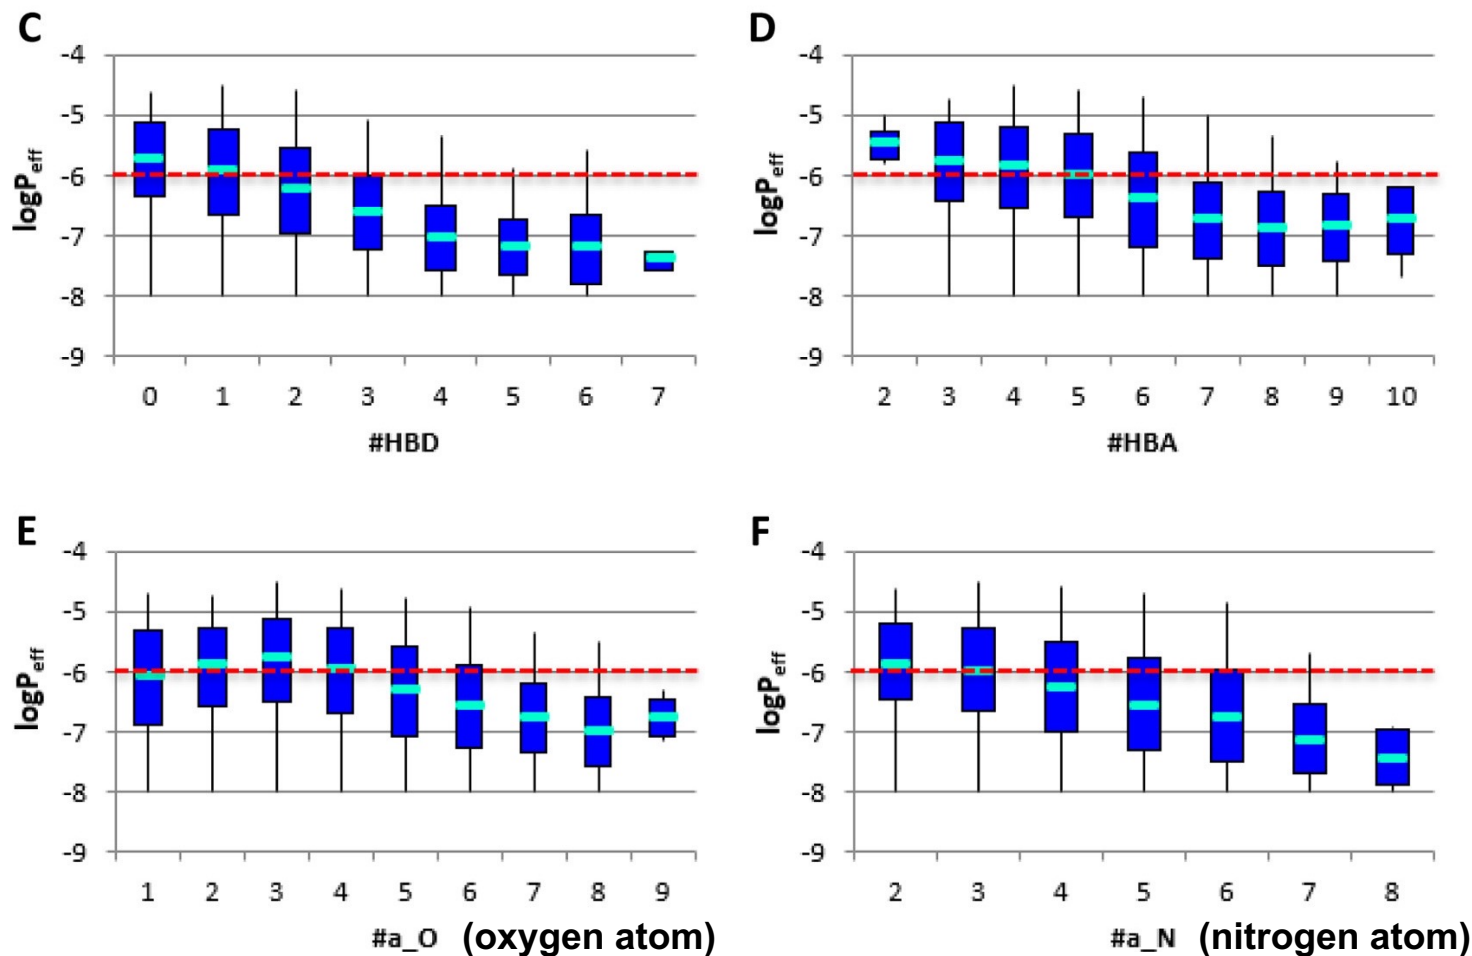 C
-4
-5
-6
-7
-8
-9
logPeff
0 1 2 3 4 5 6 7
#HBD
D
-4
-5
-6
-7
-8
-9
logPeff
2 3 4 5 6 7 8 9 10
#HBA
E
-4
-5
-6
-7
-8
-9
logPeff
1 2 3 4 5 6 7 8 9
#a_O (oxygen atom)
F
-4
-5
-6
-7
-8
-9
logPeff
2 3 4 5 6 7 8
#a_N (nitrogen atom)